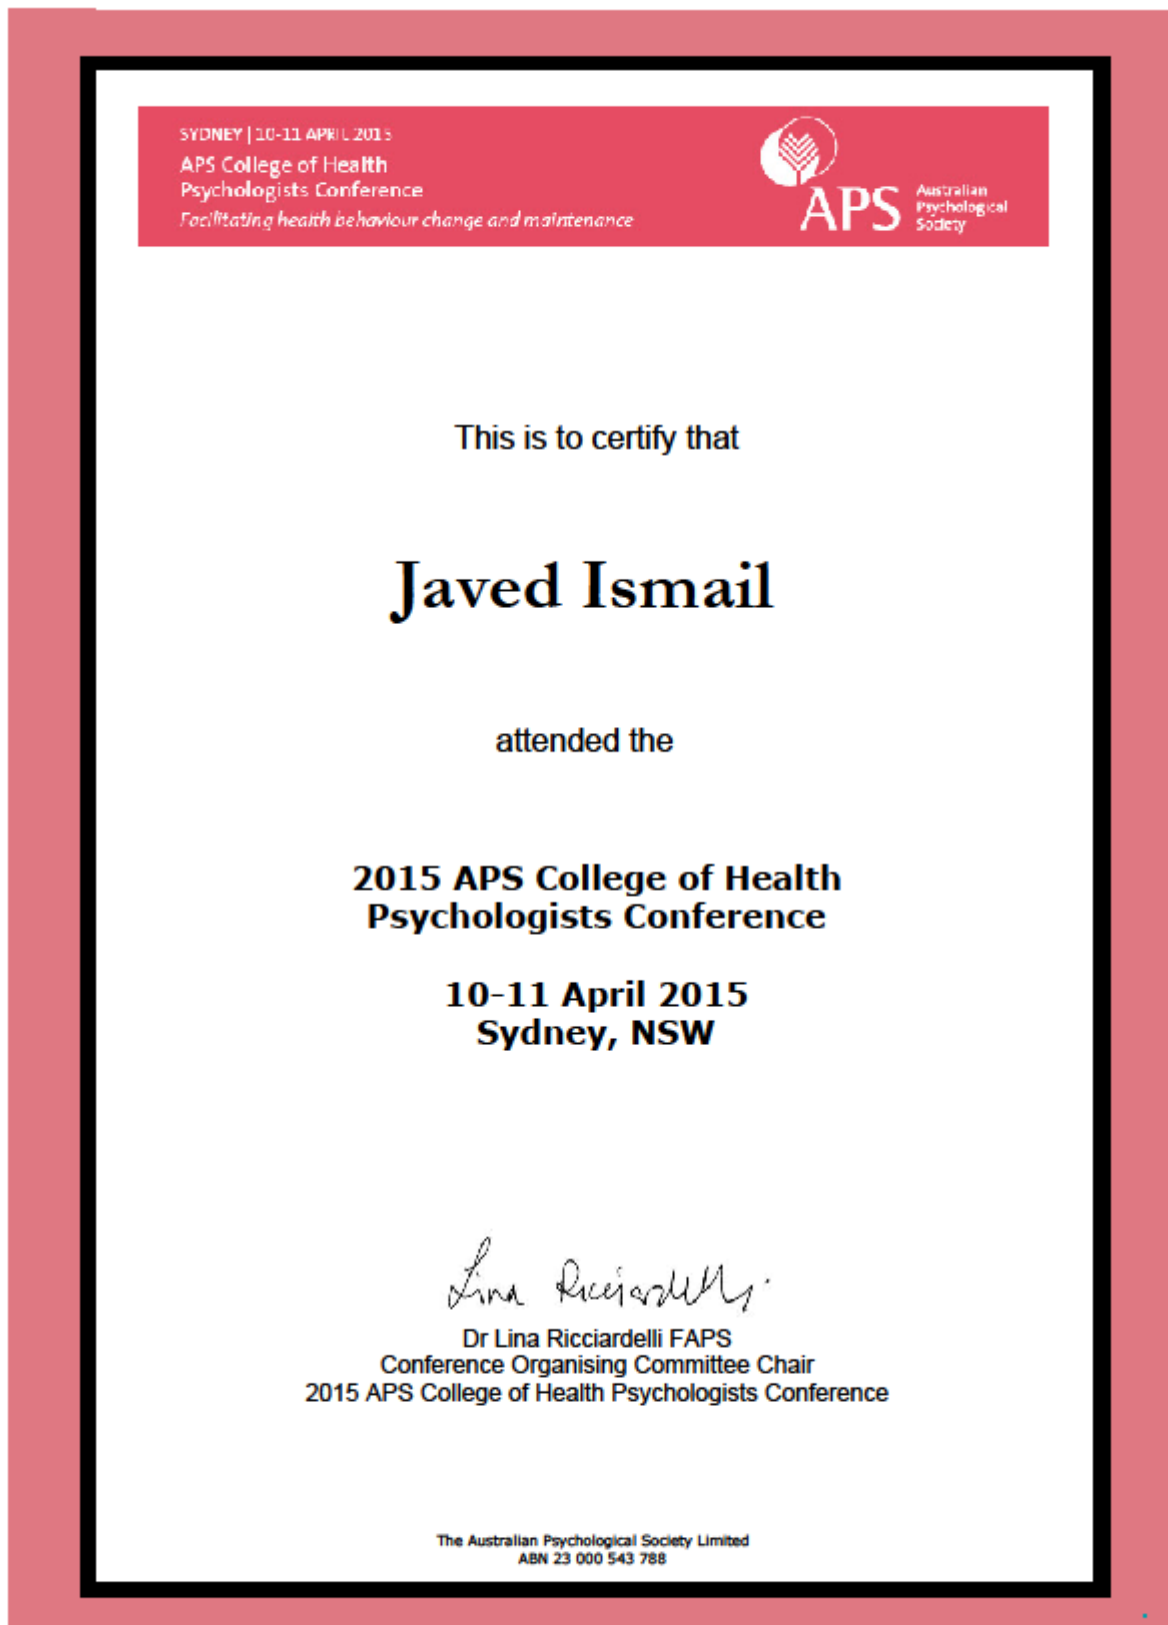 SYDNEY | 10-11 APRIL 2015
APS College of Health
Psychologists Conference
Facilitating health behaviour change and maintenance
APS
Australian
Psychological
Society
This is to certify that
Javed Ismail
attended the
2015 APS College of Health
Psychologists Conference
10-11 April 2015
Sydney, NSW
Lina Ricciardelli
Dr Lina Ricciardelli FAPS
Conference Organising Committee Chair
2015 APS College of Health Psychologists Conference
The Australian Psychological Society Limited
ABN 23 000 543 788